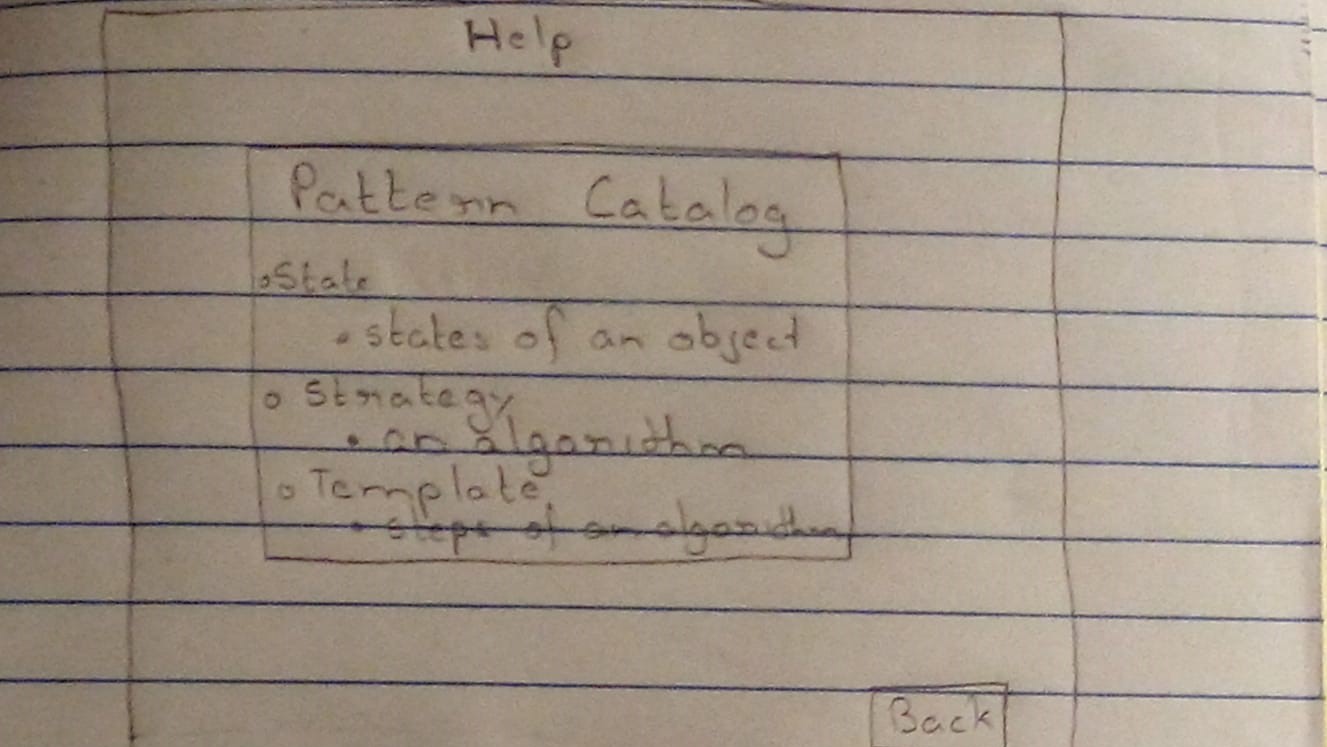 Help
Pattern Catalog
State
states of an object
Strategy
an algorithm
Template
steps of an algorithm
Back